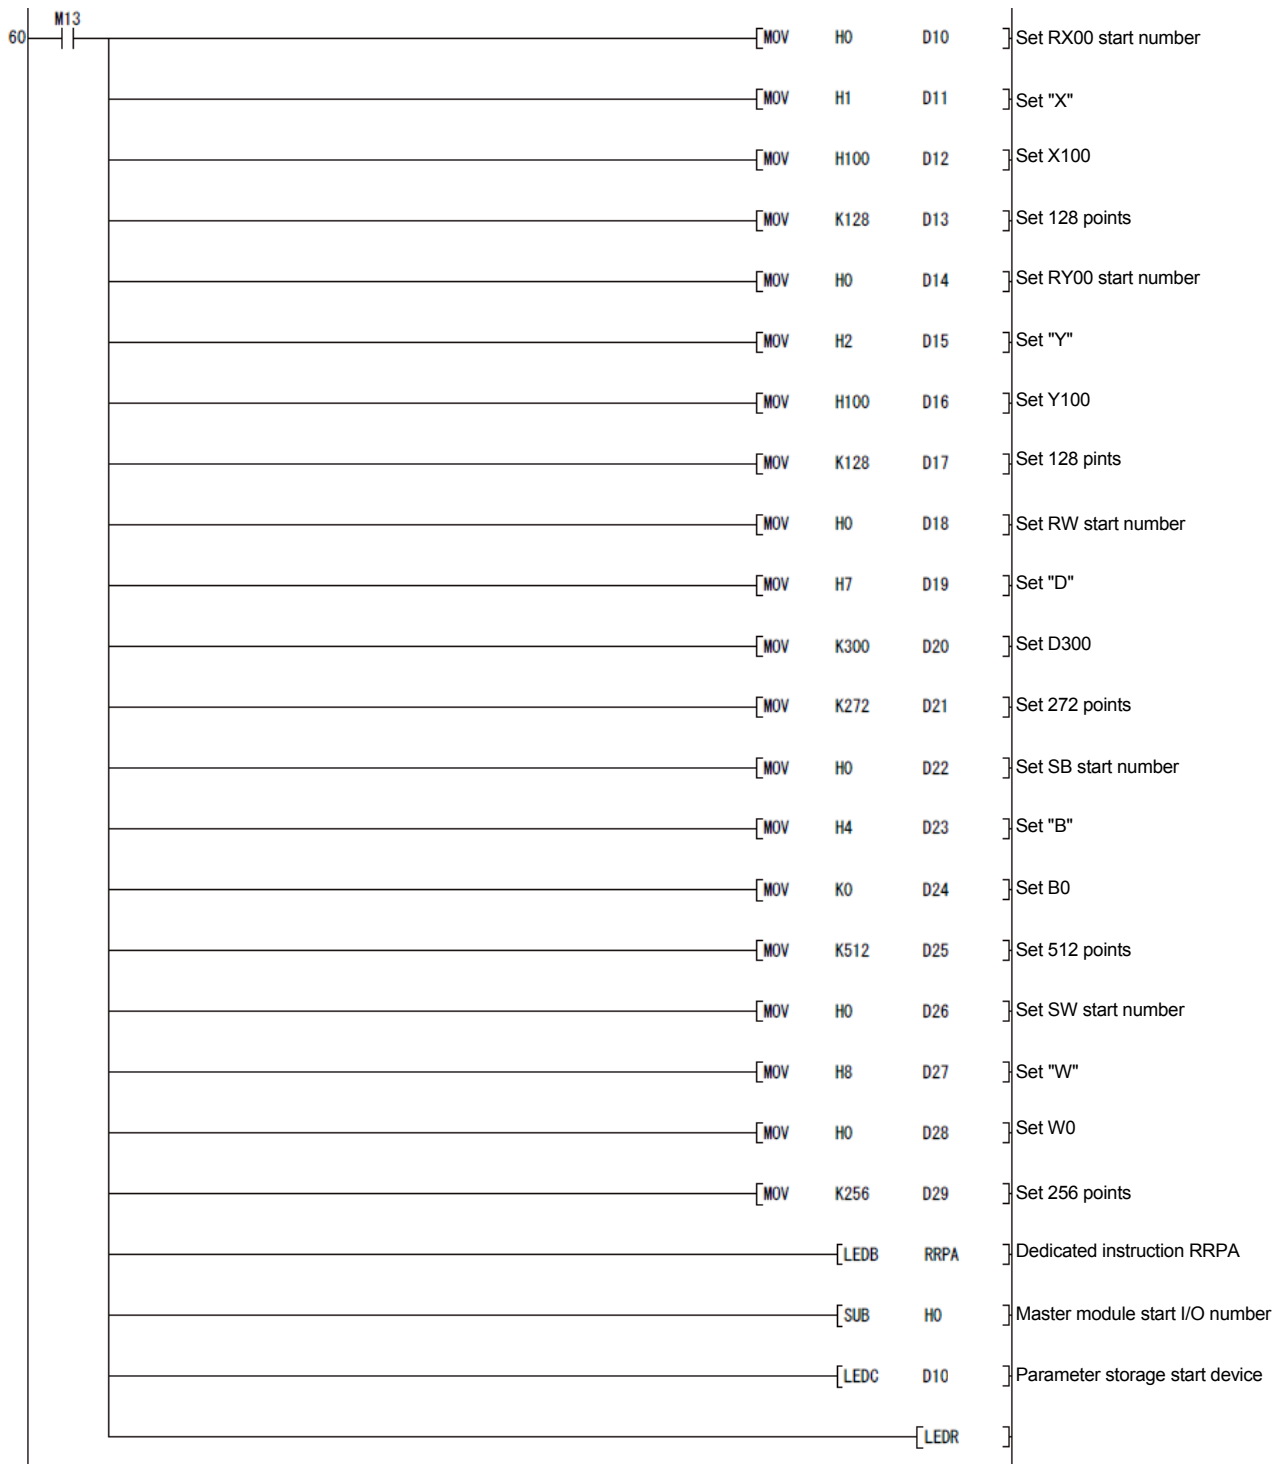 M13
60 MOV H0 D10 Set RX00 start number
MOV H1 D11 Set "X"
MOV H100 D12 Set X100
MOV K128 D13 Set 128 points
MOV H0 D14 Set RY00 start number
MOV H2 D15 Set "Y"
MOV H100 D16 Set Y100
MOV K128 D17 Set 128 pints
MOV H0 D18 Set RW start number
MOV H7 D19 Set "D"
MOV K300 D20 Set D300
MOV K272 D21 Set 272 points
MOV H0 D22 Set SB start number
MOV H4 D23 Set "B"
MOV K0 D24 Set B0
MOV K512 D25 Set 512 points
MOV H0 D26 Set SW start number
MOV H8 D27 Set "W"
MOV H0 D28 Set W0
MOV K256 D29 Set 256 points
LEDB RRPA Dedicated instruction RRPA
SUB H0 Master module start I/O number
LEDC D10 Parameter storage start device
LEDR